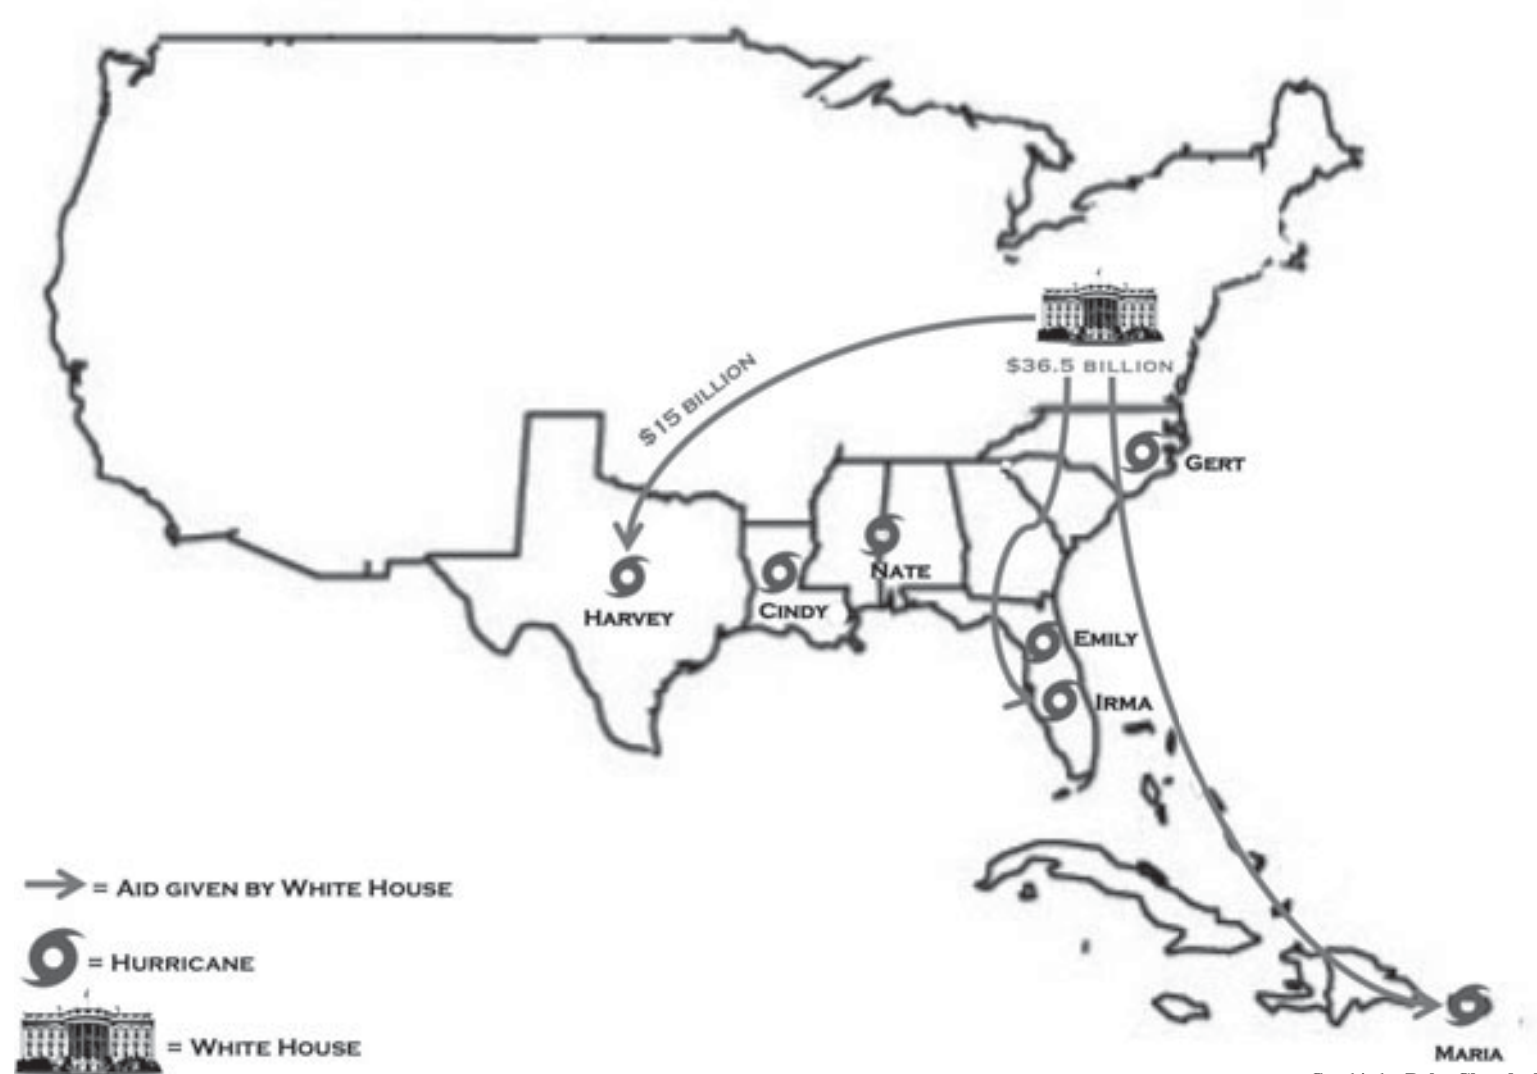 $36.5 BILLION
$15 BILLION
GERT
NATE
HARVEY
CINDY
EMILY
IRMA
= AID GIVEN BY WHITE HOUSE
= HURRICANE
= WHITE HOUSE
MARIA